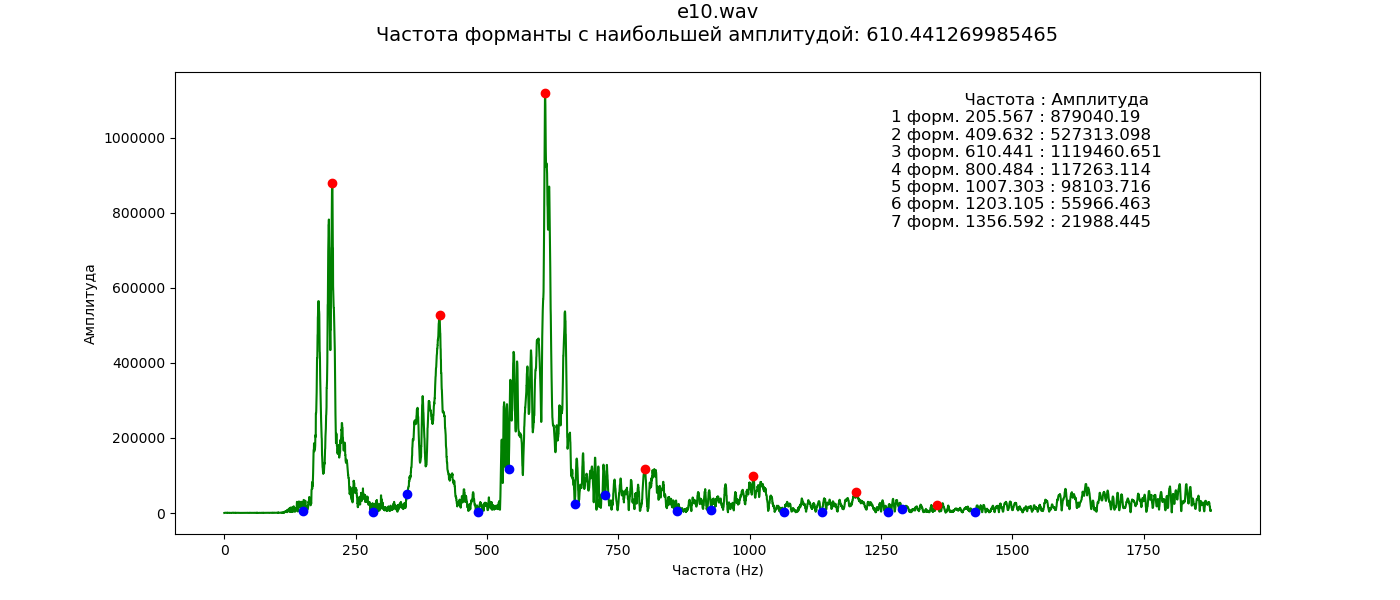 e10.wav
Частота форманты с наибольшей амплитудой: 610.441269985465
Частота : Амплитуда
1 форм. 205.567 : 879040.19
2 форм. 409.632 : 527313.098
3 форм. 610.441 : 1119460.651
4 форм. 800.484 : 117263.114
5 форм. 1007.303 : 98103.716
6 форм. 1203.105 : 55966.463
7 форм. 1356.592 : 21988.445
Амплитуда
1000000
800000
600000
400000
200000
0
0 250 500 750 1000 1250 1500 1750
Частота (Hz)